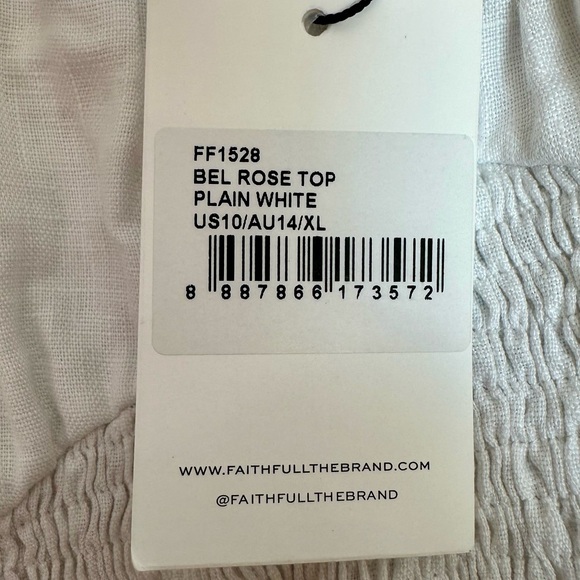 FF1528
BEL ROSE TOP
PLAIN WHITE
US10/AU14/XL
8 887866 173572
WWW.FAITHFULLTHEBRAND.COM
@FAITHFULLTHEBRAND